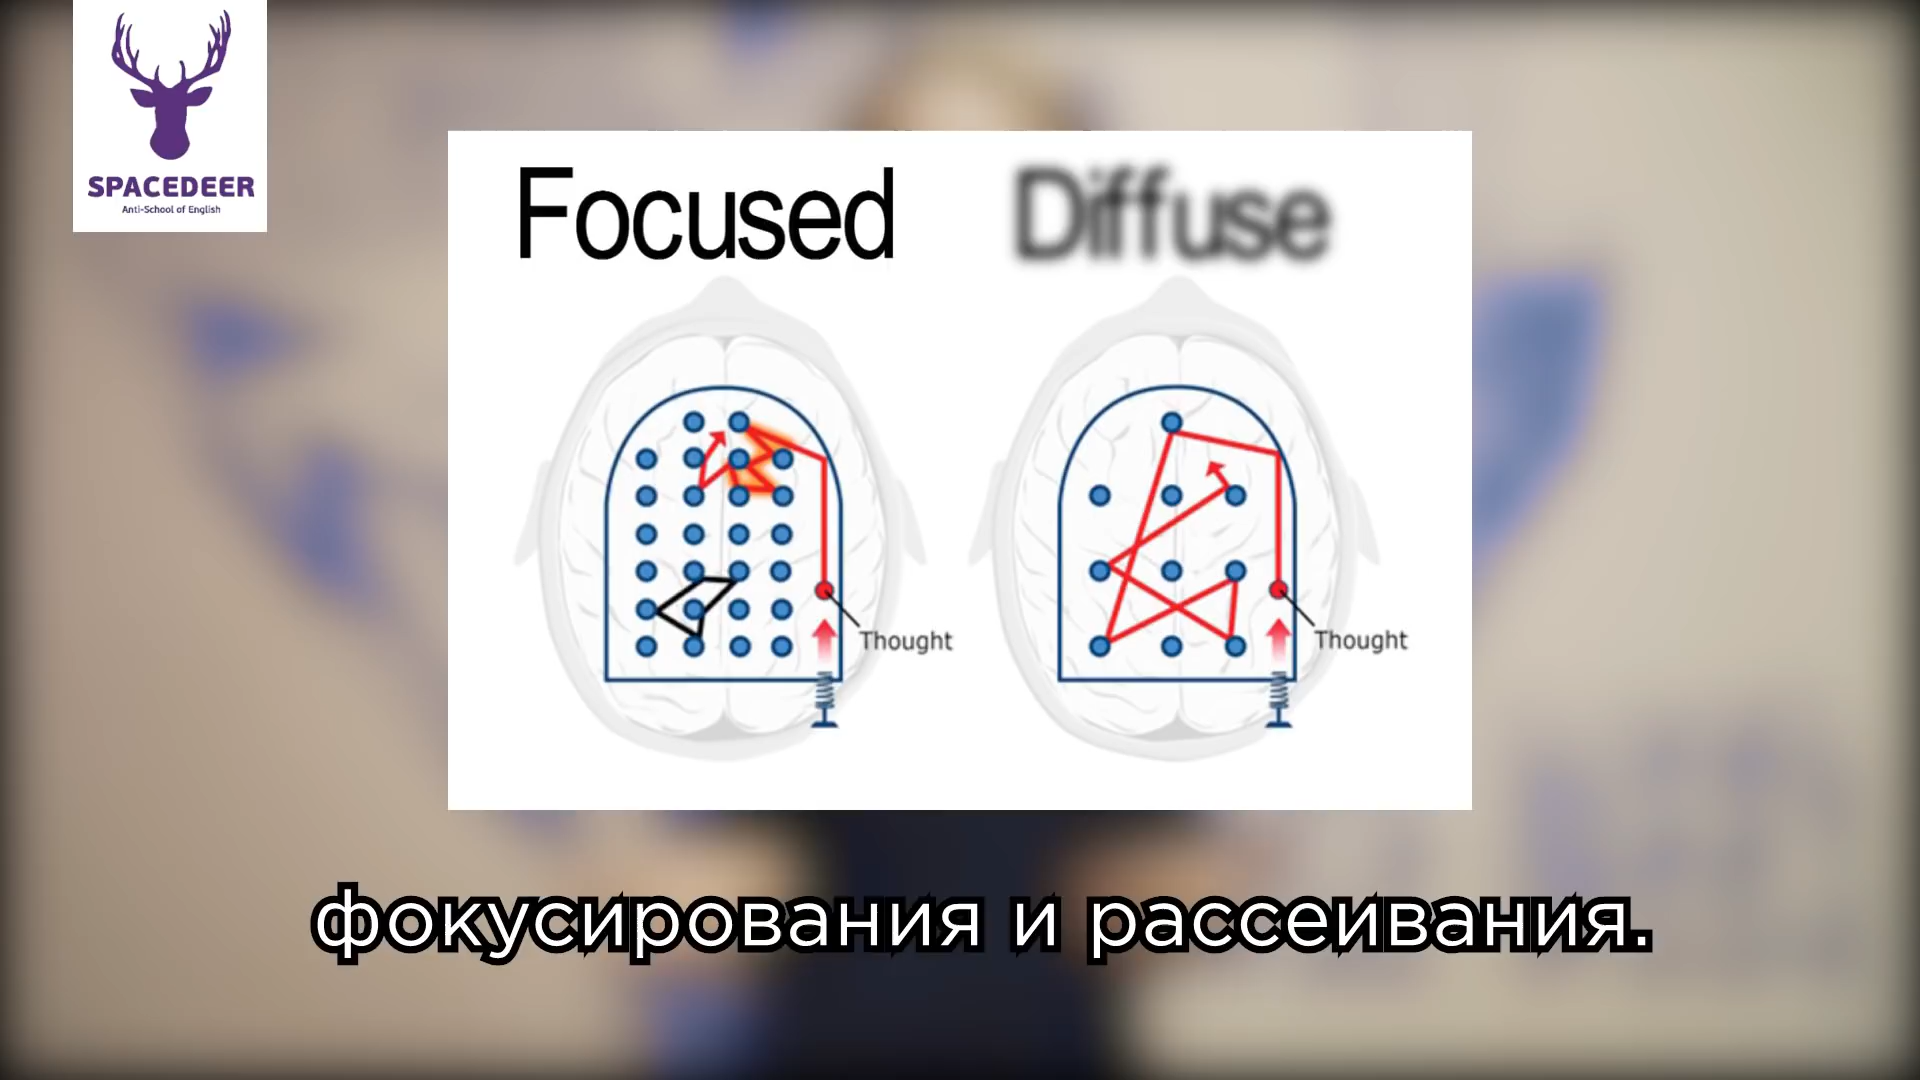 SPACEDEER
Anti-School of English
Focused
Diffuse
Thought
Thought
фокусирования и рассеивания.